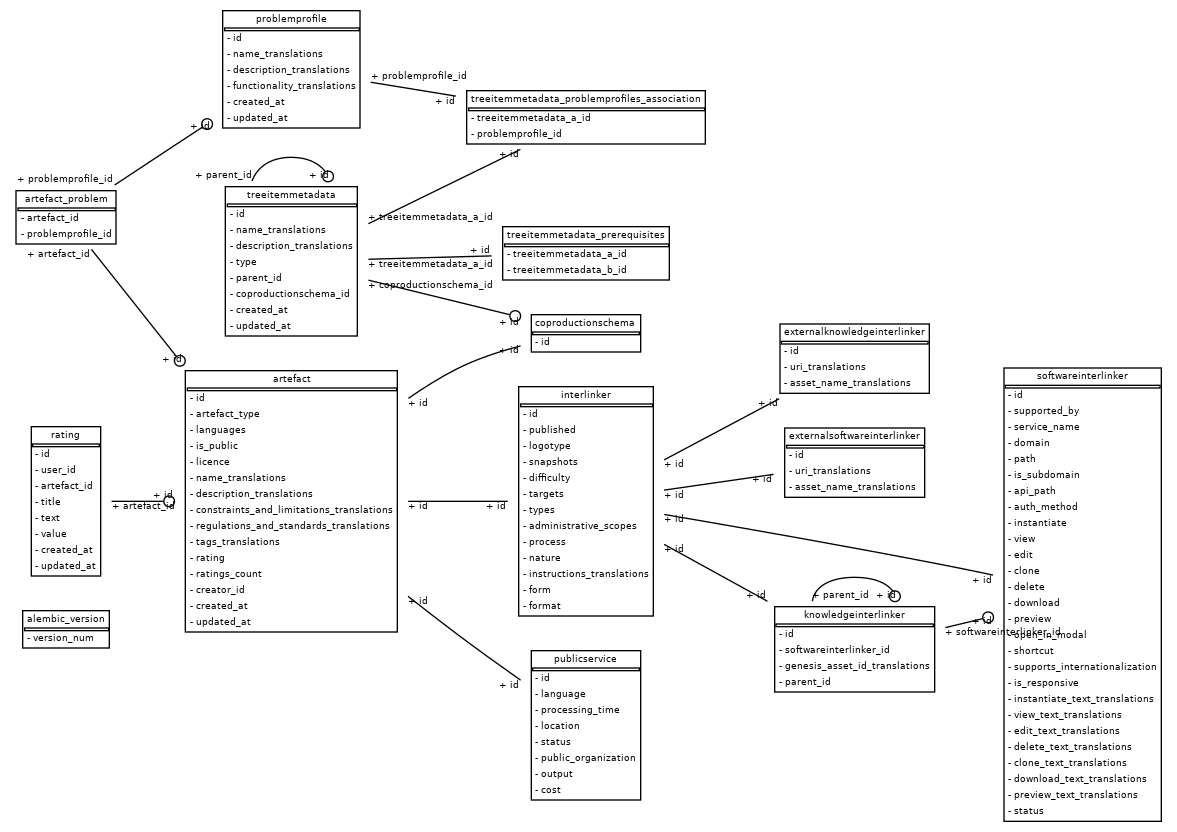 problemprofile
- id
- name_translations
- description_translations
- functionality_translations
- created_at
- updated_at
+ problemprofile_id
+ id
treeitemmetadata_problemprofiles_association
- treeitemmetadata_a_id
- problemprofile_id
+ id
+ problemprofile_id
artefact_problem
- artefact_id
- problemprofile_id
+ artefact_id
+ id
+ parent_id
+ id
treeitemmetadata
- id
- name_translations
- description_translations
- type
- parent_id
- coproductionschema_id
- created_at
- updated_at
+ id
+ treeitemmetadata_a_id
+ id
+ treeitemmetadata_a_id
+ coproductionschema_id
+ id
treeitemmetadata_prerequisites
- treeitemmetadata_a_id
- treeitemmetadata_b_id
coproductionschema
- id
+ id
+ id
artefact
- id
- artefact_type
- languages
- is_public
- licence
- name_translations
- description_translations
- constraints_and_limitations_translations
- regulations_and_standards_translations
- tags_translations
- rating
- ratings_count
- creator_id
- created_at
- updated_at
rating
- id
- user_id
- artefact_id
- title
- text
- value
- created_at
- updated_at
+ id
+ artefact_id
alembic_version
- version_num
+ id
+ id
+ id
+ id
interlinker
- id
- published
- logotype
- snapshots
- difficulty
- targets
- types
- administrative_scopes
- process
- nature
- instructions_translations
- form
- format
publicservice
- id
- language
- processing_time
- location
- status
- public_organization
- output
- cost
externalknowledgeinterlinker
- id
- uri_translations
- asset_name_translations
+ id
+ id
externalsoftwareinterlinker
- id
- uri_translations
- asset_name_translations
+ id
+ id
+ id
+ id
+ id
+ id
+ parent_id
+ id
knowledgeinterlinker
- id
- softwareinterlinker_id
- genesis_asset_id_translations
- parent_id
+ id
+ softwareinterlinker_id
softwareinterlinker
- id
- supported_by
- service_name
- domain
- path
- is_subdomain
- api_path
- auth_method
- instantiate
- view
- edit
- clone
- delete
- download
- preview
- open_in_modal
- shortcut
- supports_internationalization
- is_responsive
- instantiate_text_translations
- view_text_translations
- edit_text_translations
- delete_text_translations
- clone_text_translations
- download_text_translations
- preview_text_translations
- status